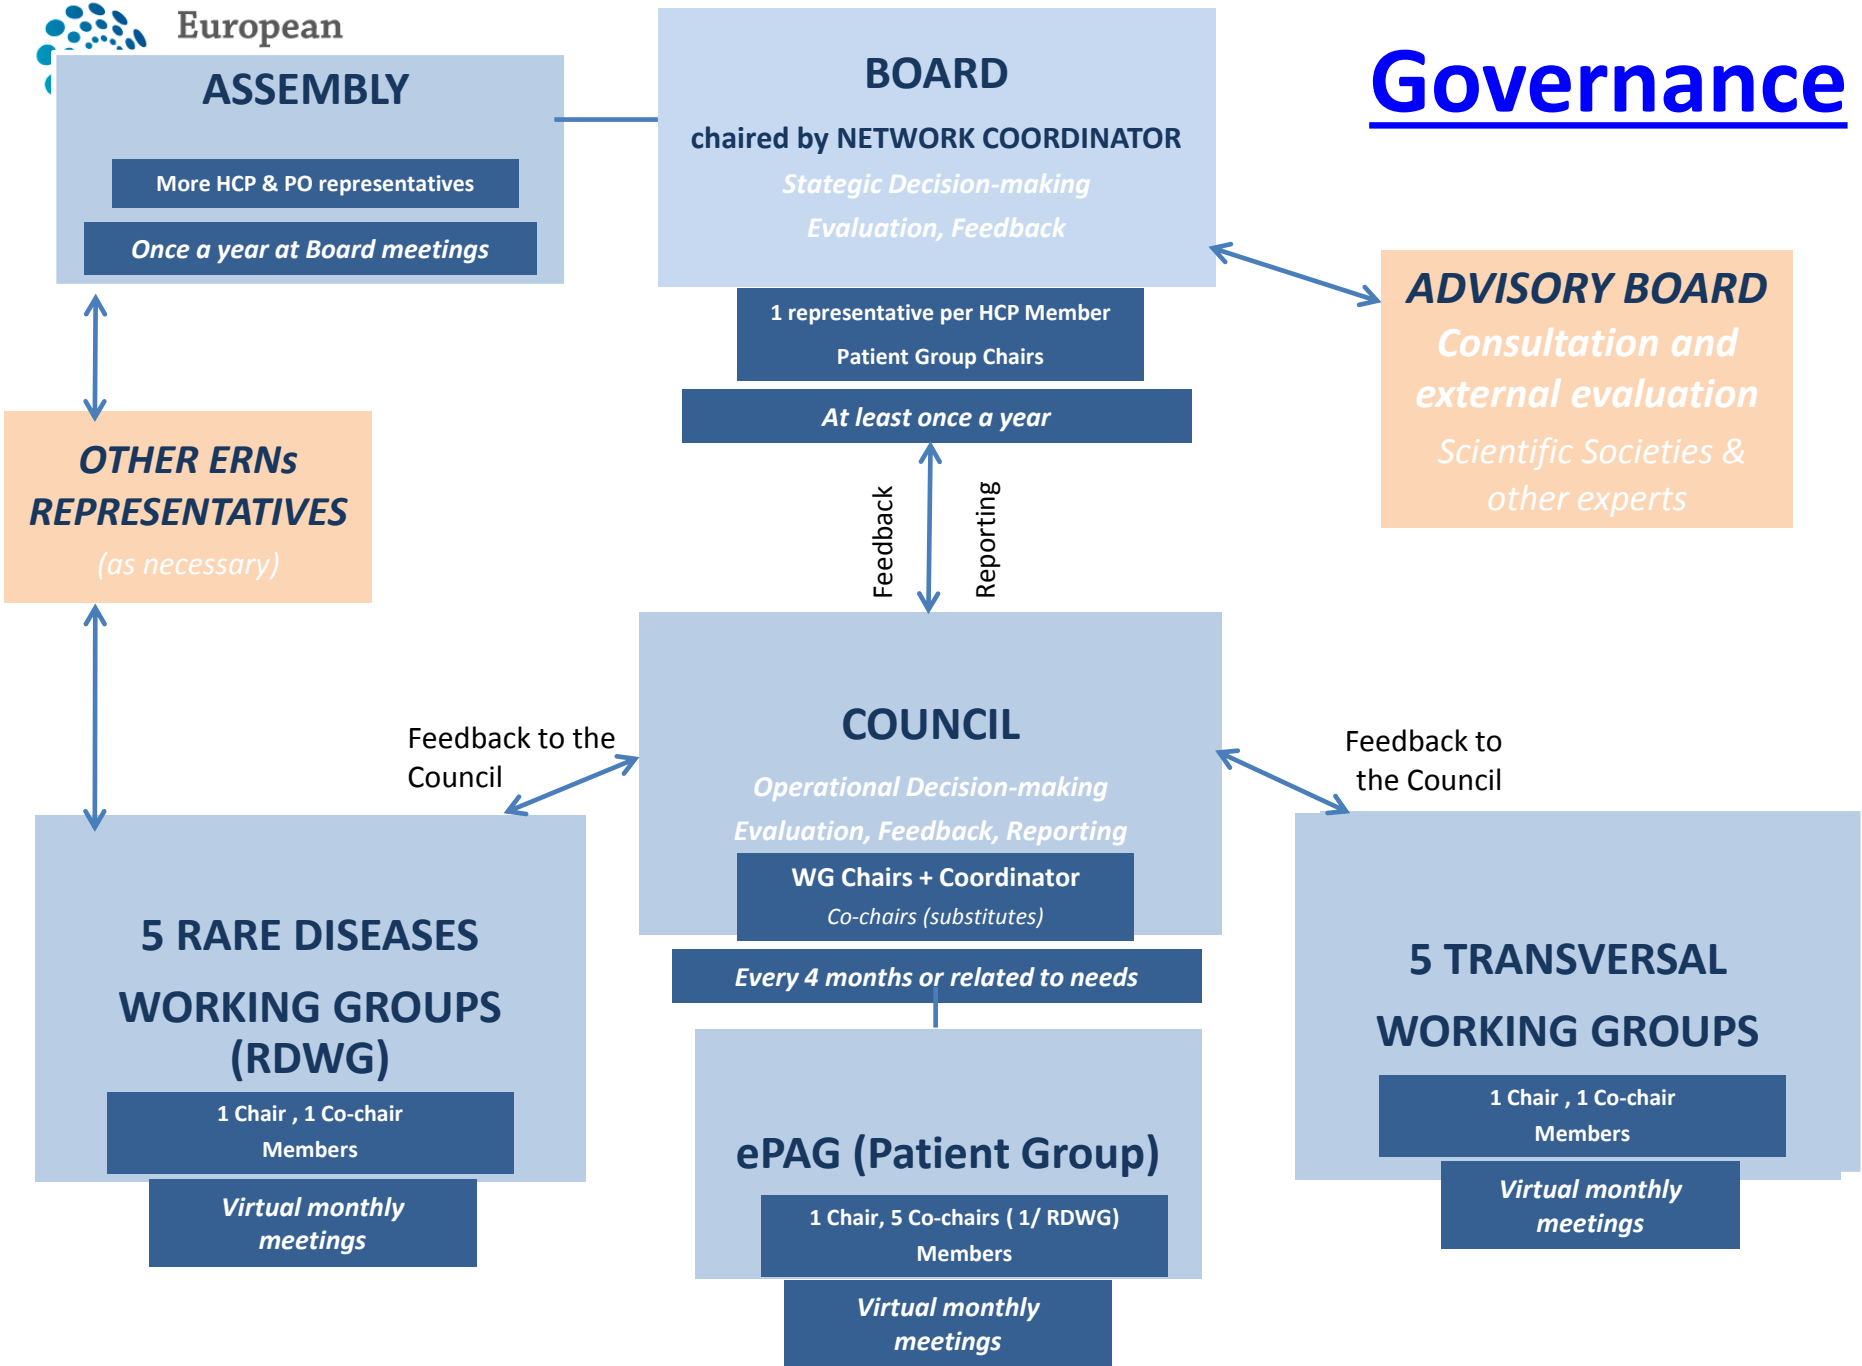 European
Governance
ASSEMBLY
More HCP & PO representatives
Once a year at Board meetings
BOARD
chaired by NETWORK COORDINATOR
Stategic Decision-making
Evaluation, Feedback
1 representative per HCP Member
Patient Group Chairs
At least once a year
ADVISORY BOARD
Consultation and
external evaluation
Scientific Societies &
other experts
OTHER ERNs
REPRESENTATIVES
(as necessary)
Feedback
Reporting
COUNCIL
Operational Decision-making
Evaluation, Feedback, Reporting
WG Chairs + Coordinator
Co-chairs (substitutes)
Every 4 months or related to needs
Feedback to the
Council
Feedback to
the Council
5 RARE DISEASES
WORKING GROUPS
(RDWG)
1 Chair , 1 Co-chair
Members
Virtual monthly
meetings
ePAG (Patient Group)
1 Chair, 5 Co-chairs ( 1/ RDWG)
Members
Virtual monthly
meetings
5 TRANSVERSAL
WORKING GROUPS
1 Chair , 1 Co-chair
Members
Virtual monthly
meetings